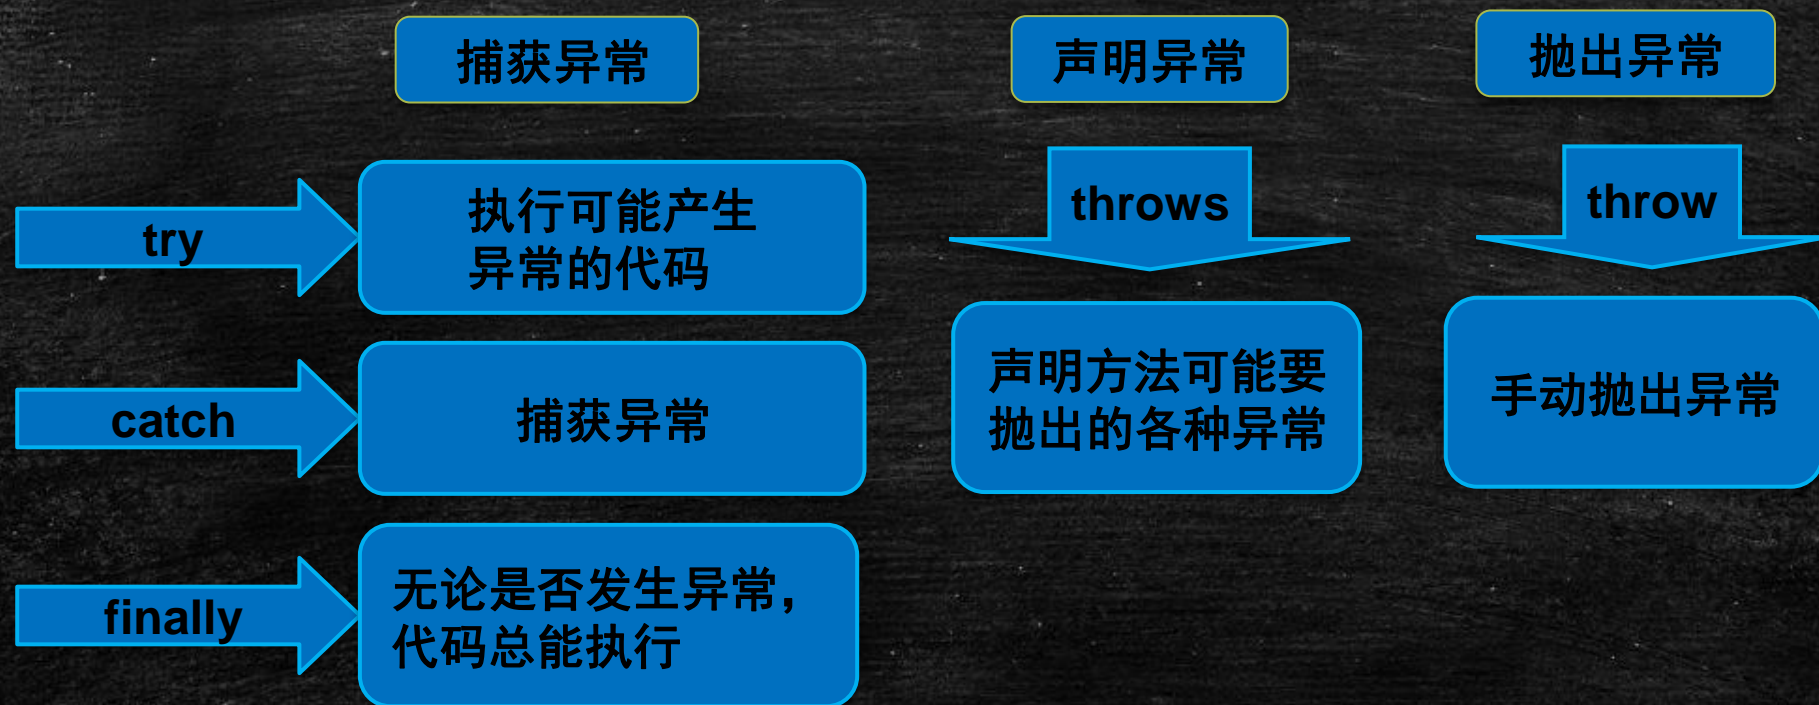 捕获异常
声明异常
抛出异常
try
执行可能产生
异常的代码
catch
捕获异常
finally
无论是否发生异常，
代码总能执行
throws
声明方法可能要
抛出的各种异常
throw
手动抛出异常